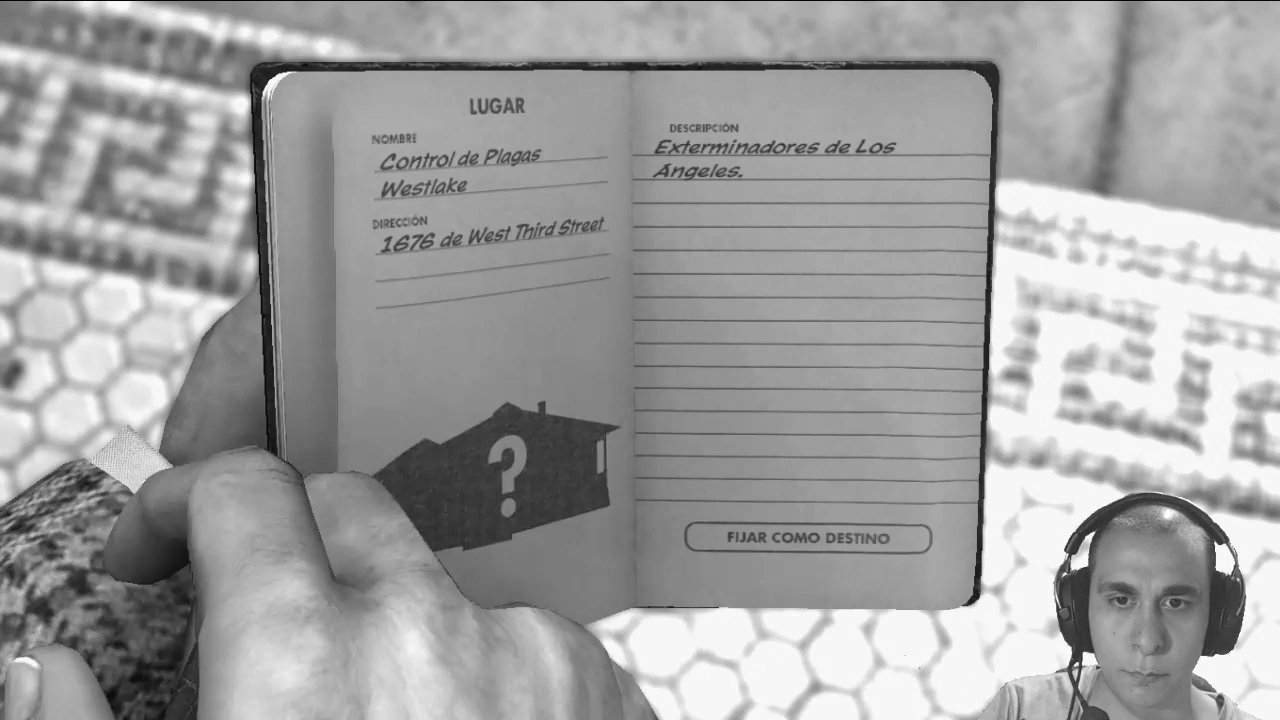 LUGAR
NOMBRE
Control de Plagas
Westlake
DIRECCIÓN
1676 de West Third Street
?
DESCRIPCIÓN
Exterminadores de Los
Ángeles.
FIJAR COMO DESTINO